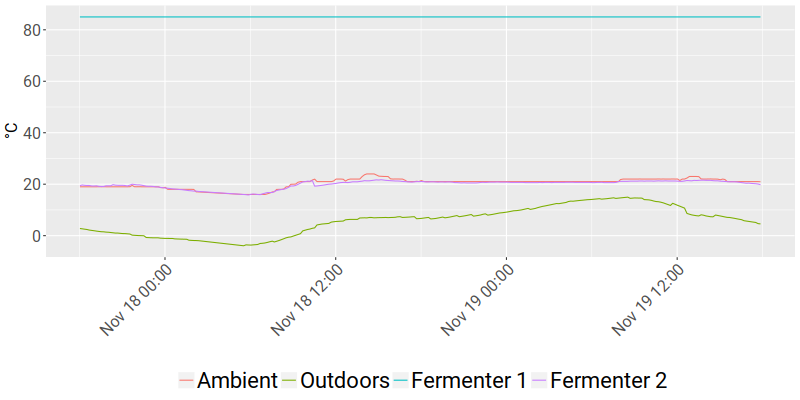 °C
80
60
40
20
0
Nov 18 00:00
Nov 18 12:00
Nov 19 00:00
Nov 19 12:00
Ambient Outdoors Fermenter 1 Fermenter 2